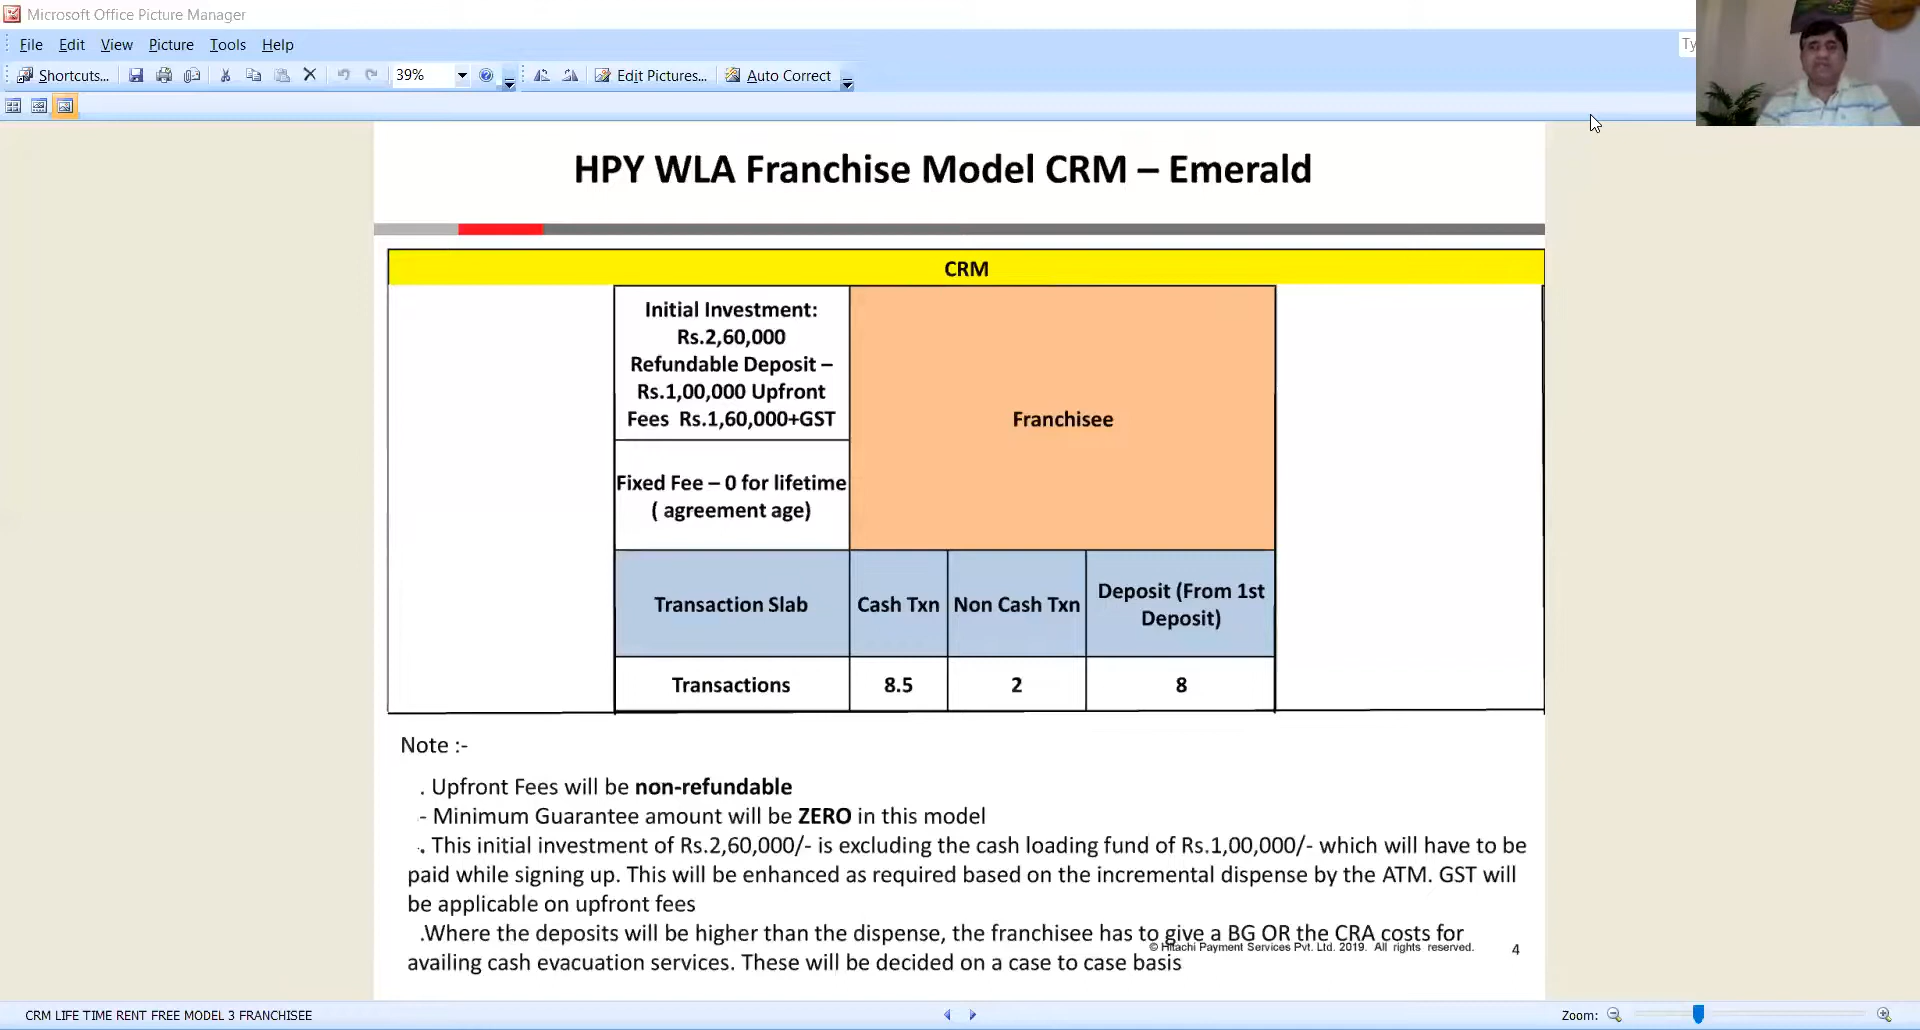 Microsoft Office Picture Manager
File Edit View Picture Tools Help
Ty
Shortcuts... 39% Edit Pictures... Auto Correct
HPY WLA Franchise Model CRM – Emerald
CRM
Initial Investment:
Rs.2,60,000
Refundable Deposit –
Rs.1,00,000 Upfront
Fees Rs.1,60,000+GST
Franchisee
Fixed Fee – 0 for lifetime
( agreement age)
Transaction Slab Cash Txn Non Cash Txn Deposit (From 1st
Deposit)
Transactions 8.5 2 8
Note :-
. Upfront Fees will be non-refundable
- Minimum Guarantee amount will be ZERO in this model
. This initial investment of Rs.2,60,000/- is excluding the cash loading fund of Rs.1,00,000/- which will have to be
paid while signing up. This will be enhanced as required based on the incremental dispense by the ATM. GST will
be applicable on upfront fees
.Where the deposits will be higher than the dispense, the franchisee has to give a BG OR the CRA costs for
© Hitachi Payment Services Pvt. Ltd. 2019. All rights reserved. 4
availing cash evacuation services. These will be decided on a case to case basis
CRM LIFE TIME RENT FREE MODEL 3 FRANCHISEE Zoom: